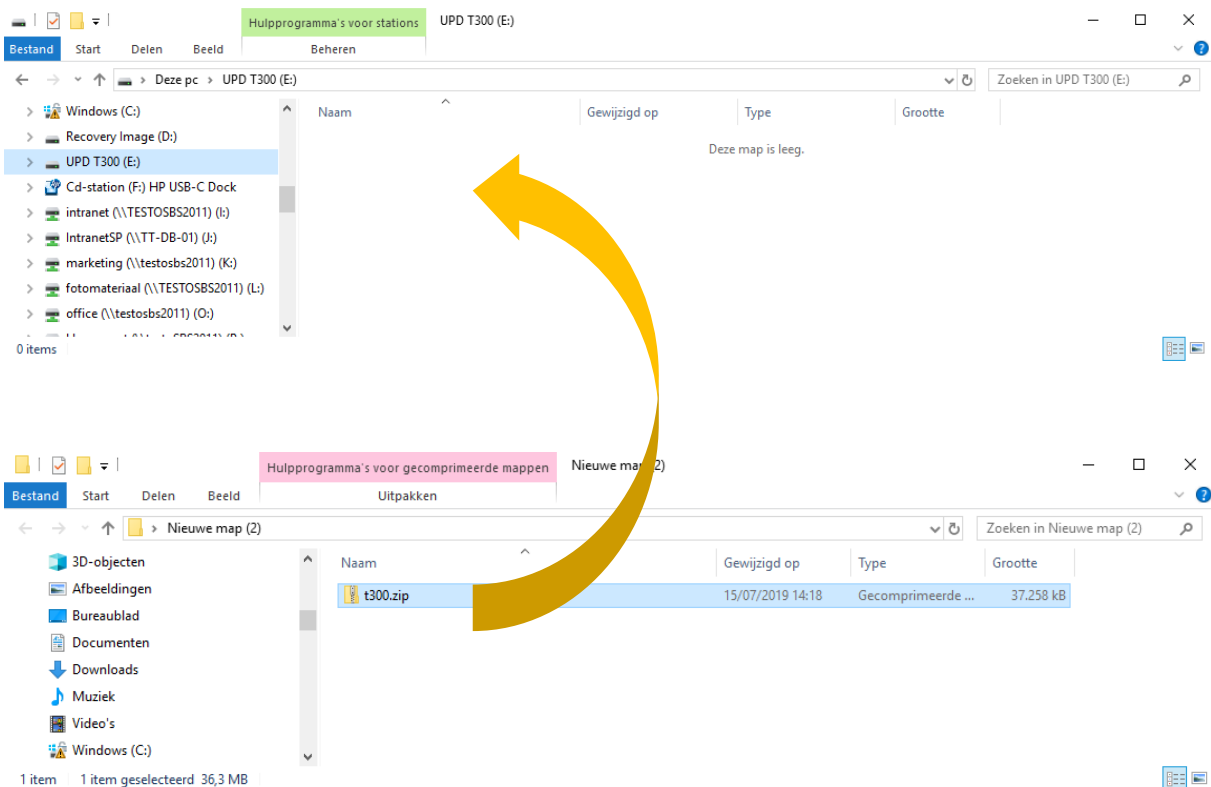 Hulpprogramma's voor stations UPD T300 (E:)
Bestand Start Delen Beeld Beheren
Deze pc UPD T300 (E:) Zoeken in UPD T300 (E:)
Naam Gewijzigd op Type Grootte
Deze map is leeg.
Windows (C:)
Recovery Image (D:)
UPD T300 (E:)
Cd-station (F:) HP USB-C Dock
intranet (\\TESTOSBS2011) (I:)
IntranetSP (\\TT-DB-01) (J:)
marketing (\\testosbs2011) (K:)
fotomateriaal (\\TESTOSBS2011) (L:)
office (\\testosbs2011) (O:)
0 items
Hulpprogramma's voor gecomprimeerde mappen Nieuwe map (2)
Bestand Start Delen Beeld Uitpakken
Nieuwe map (2) Zoeken in Nieuwe map (2)
Naam Gewijzigd op Type Grootte
t300.zip 15/07/2019 14:18 Gecomprimeerde ... 37.258 kB
3D-objecten
Afbeeldingen
Bureaublad
Documenten
Downloads
Muziek
Video's
Windows (C:)
1 item 1 item geselecteerd 36,3 MB